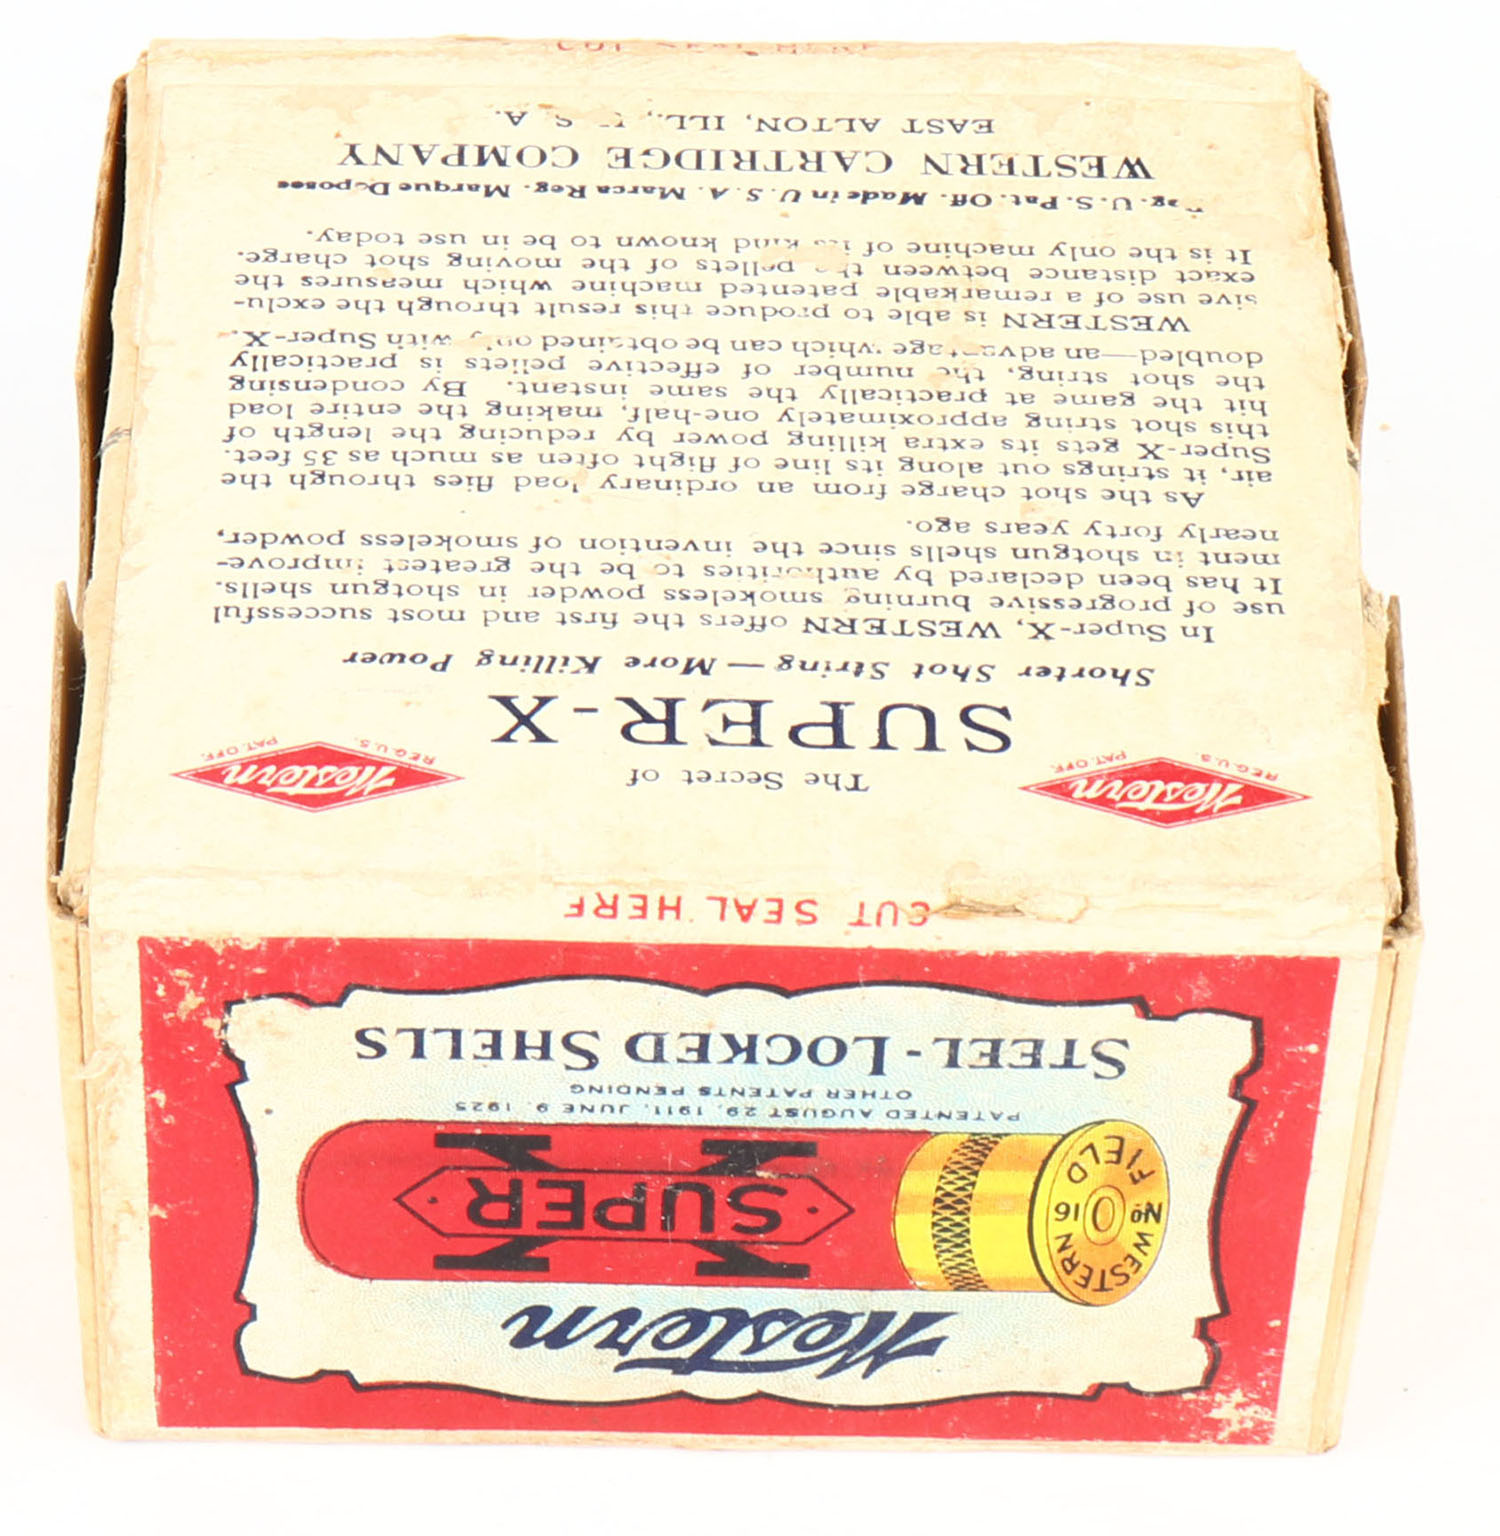 Western
SUPER
X X
WESTERN
No 16
FIELD
PATENTED AUGUST 29, 1911, JUNE 9, 1925
OTHER PATENTS PENDING
STEEL-LOCKED SHELLS
CUT SEAL HERE
Western
REG. U.S. PAT. OFF.
Western
REG. U.S. PAT. OFF.
The Secret of
SUPER-X
Shorter Shot String—More Killing Power
In Super-X, WESTERN offers the first and most successful
use of progressive burning smokeless powder in shotgun shells.
It has been declared by authorities to be the greatest improve-
ment in shotgun shells since the invention of smokeless powder,
nearly forty years ago.
As the shot charge from an ordinary load flies through the
air, it strings out along its line of flight often as much as 35 feet.
Super-X gets its extra killing power by reducing the length of
this shot string approximately one-half, making the entire load
hit the game at practically the same instant. By condensing
the shot string, the number of effective pellets is practically
doubled—an advantage which can be obtained only with Super-X.
WESTERN is able to produce this result through the exclu-
sive use of a remarkable patented machine which measures the
exact distance between the pellets of the moving shot charge.
It is the only machine of its kind known to be in use today.
Reg. U.S. Pat. Off. Made in U.S.A. Marca Reg. Marque Deposee
WESTERN CARTRIDGE COMPANY
EAST ALTON, ILL., U.S.A.
CUT SEAL HERE